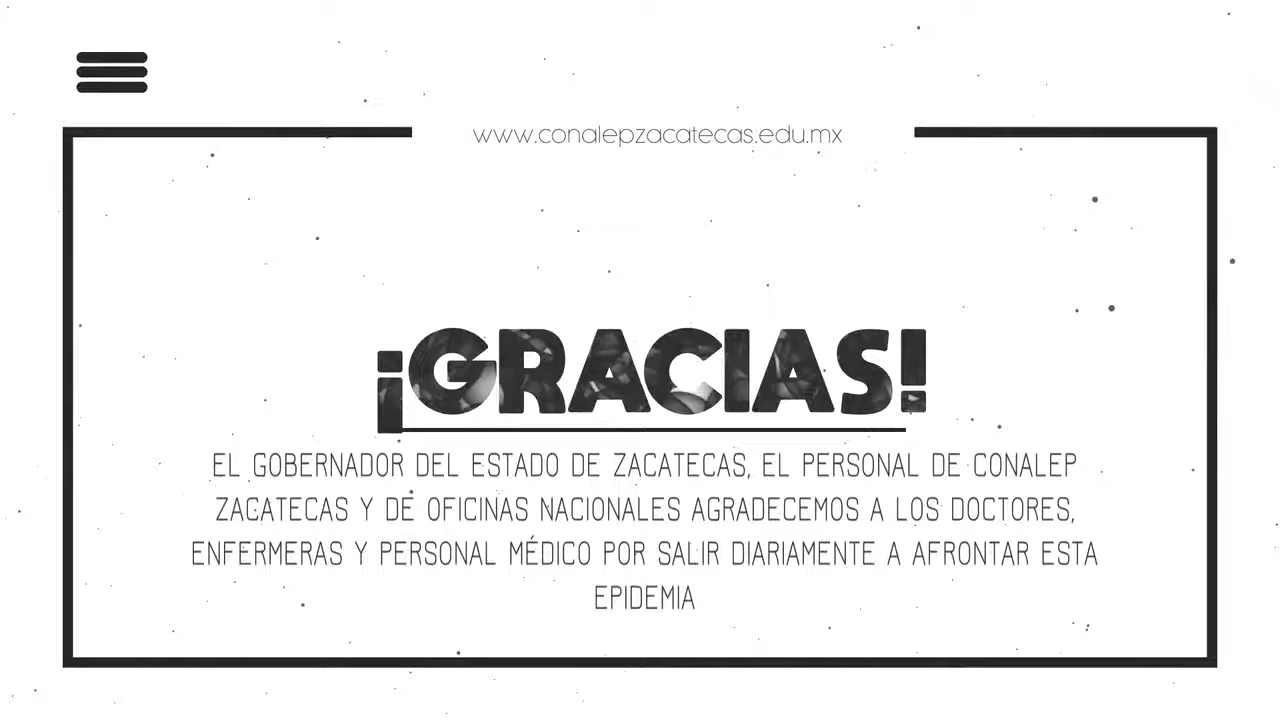 www.conalepzacatecas.edu.mx
¡GRACIAS!
EL GOBERNADOR DEL ESTADO DE ZACATECAS, EL PERSONAL DE CONALEP
ZACATECAS Y DE OFICINAS NACIONALES AGRADECEMOS A LOS DOCTORES,
ENFERMERAS Y PERSONAL MÉDICO POR SALIR DIARIAMENTE A AFRONTAR ESTA
EPIDEMIA